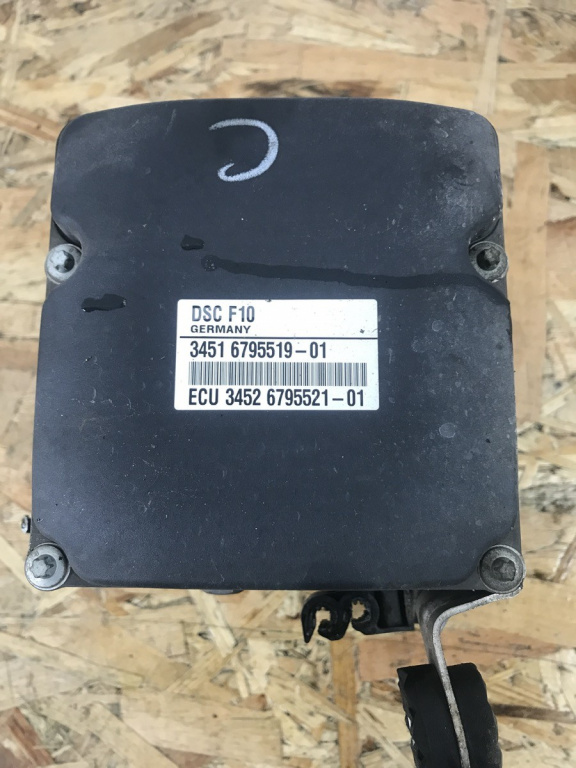 C
DSC F10
GERMANY
3451 6795519-01
ECU 3452 6795521-01